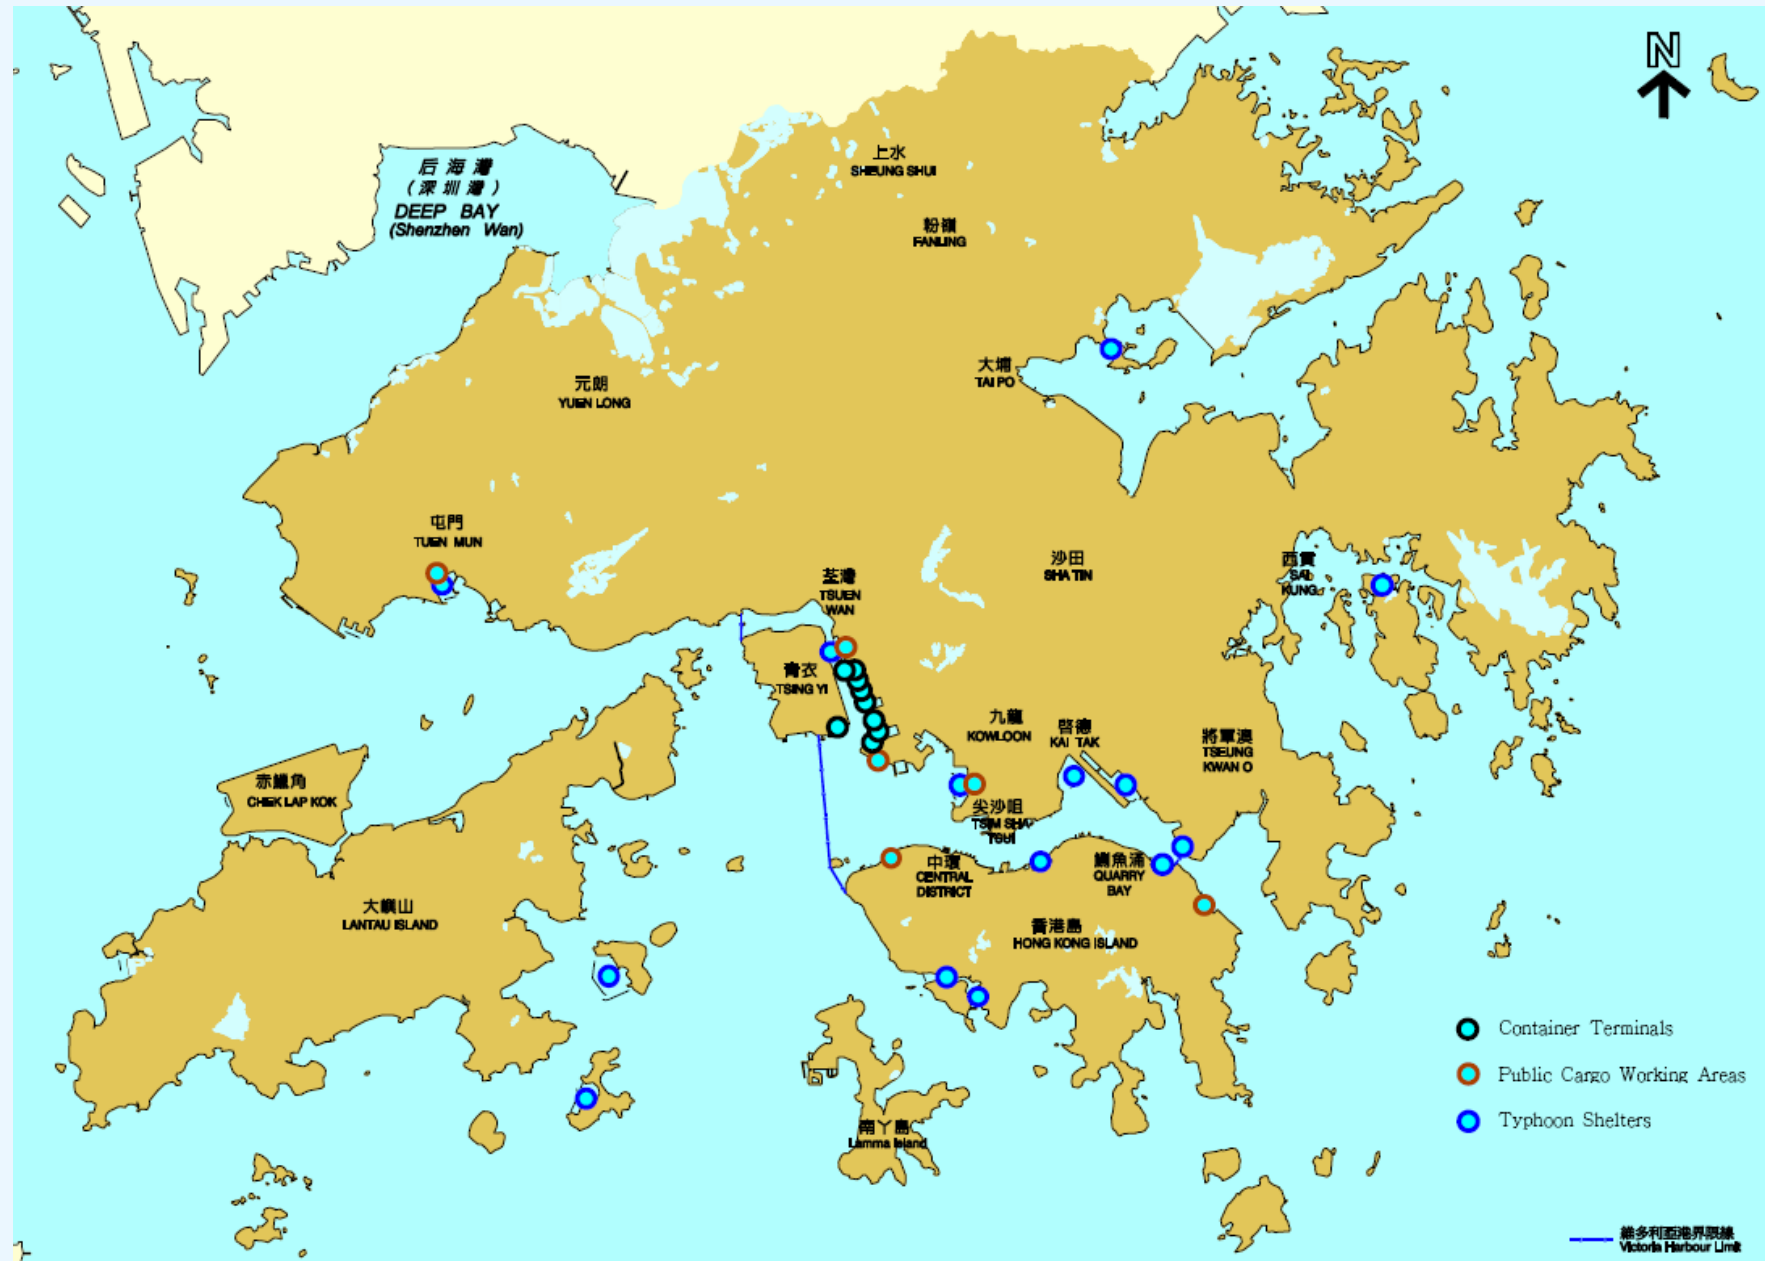 N
上水
SHEUNG SHUI
后海灣
(深圳灣)
DEEP BAY
(Shenzhen Wan)
粉嶺
FANLING
大埔
TAI PO
元朗
YUEN LONG
屯門
TUEN MUN
沙田
SHA TIN
西貢
SAI
KUNG
荃灣
TSUEN
WAN
青衣
TSING YI
九龍
KOWLOON
啓德
KAI TAK
將軍澳
TSEUNG
KWAN O
赤鱲角
CHEK LAP KOK
尖沙咀
TSIM SHA
TSUI
中環
CENTRAL
DISTRICT
鰂魚涌
QUARRY
BAY
大嶼山
LANTAU ISLAND
香港島
HONG KONG ISLAND
南丫島
Lamma Island
Container Terminals
Public Cargo Working Areas
Typhoon Shelters
維多利亞港界限線
Victoria Harbour Limit